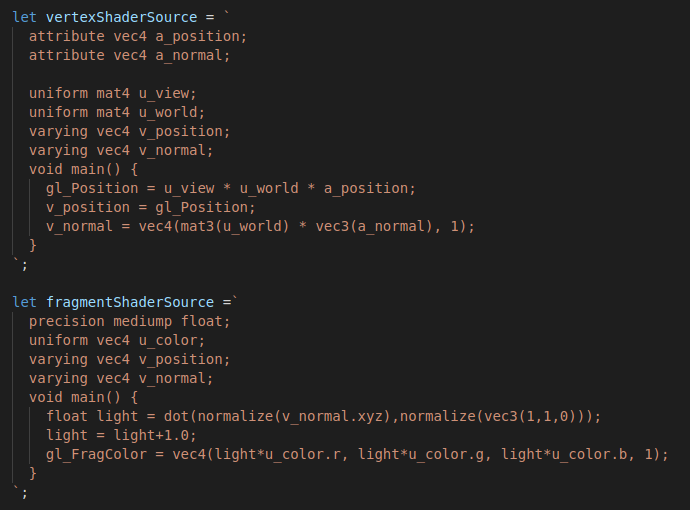 let vertexShaderSource = `
  attribute vec4 a_position;
  attribute vec4 a_normal;

  uniform mat4 u_view;
  uniform mat4 u_world;
  varying vec4 v_position;
  varying vec4 v_normal;
  void main() {
    gl_Position = u_view * u_world * a_position;
    v_position = gl_Position;
    v_normal = vec4(mat3(u_world) * vec3(a_normal), 1);
  }
`;

let fragmentShaderSource =`
  precision mediump float;
  uniform vec4 u_color;
  varying vec4 v_position;
  varying vec4 v_normal;
  void main() {
    float light = dot(normalize(v_normal.xyz),normalize(vec3(1,1,0)));
    light = light+1.0;
    gl_FragColor = vec4(light*u_color.r, light*u_color.g, light*u_color.b, 1);
  }
`;